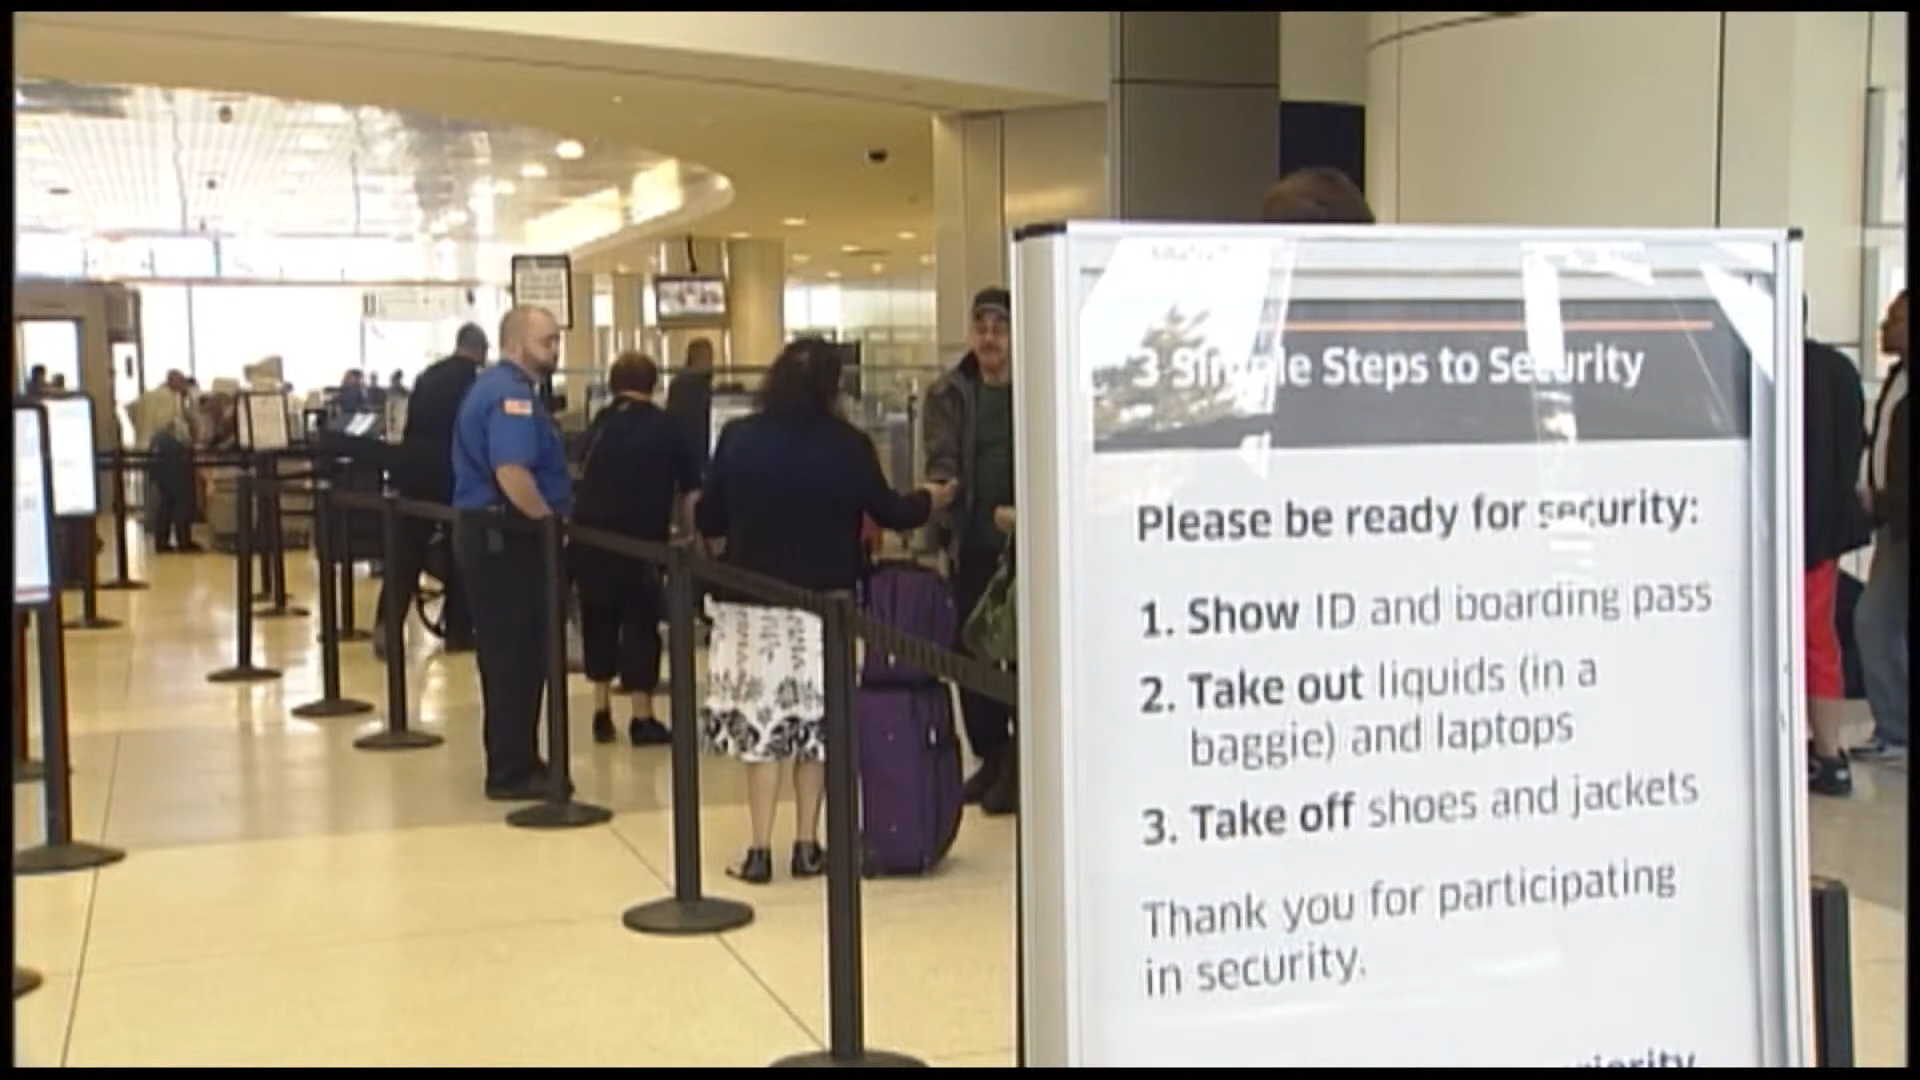 3 Simple Steps to Security
Please be ready for security:
1. Show ID and boarding pass
2. Take out liquids (in a
baggie) and laptops
3. Take off shoes and jackets
Thank you for participating
in security.